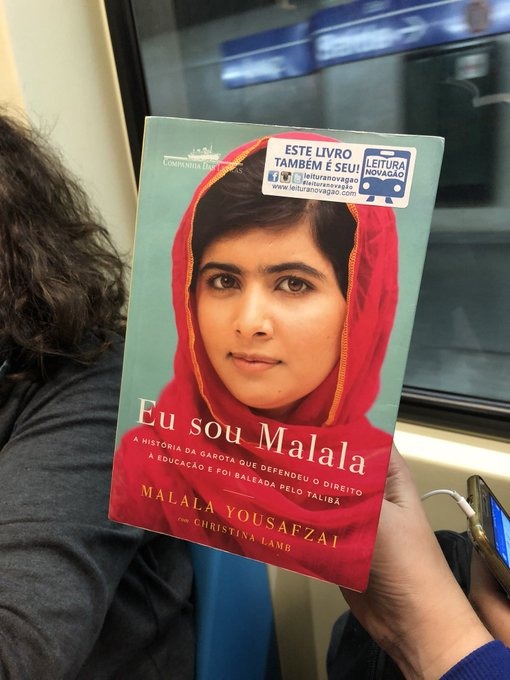 COMPANHIA DAS LETRAS
ESTE LIVRO
TAMBÉM É SEU!
leituranovagao
#leituranovagão
www.leituranovagao.com
LEITURA
NOVAGÃO
Eu sou Malala
A HISTÓRIA DA GAROTA QUE DEFENDEU O DIREITO
À EDUCAÇÃO E FOI BALEADA PELO TALIBÃ
MALALA YOUSAFZAI
com CHRISTINA LAMB